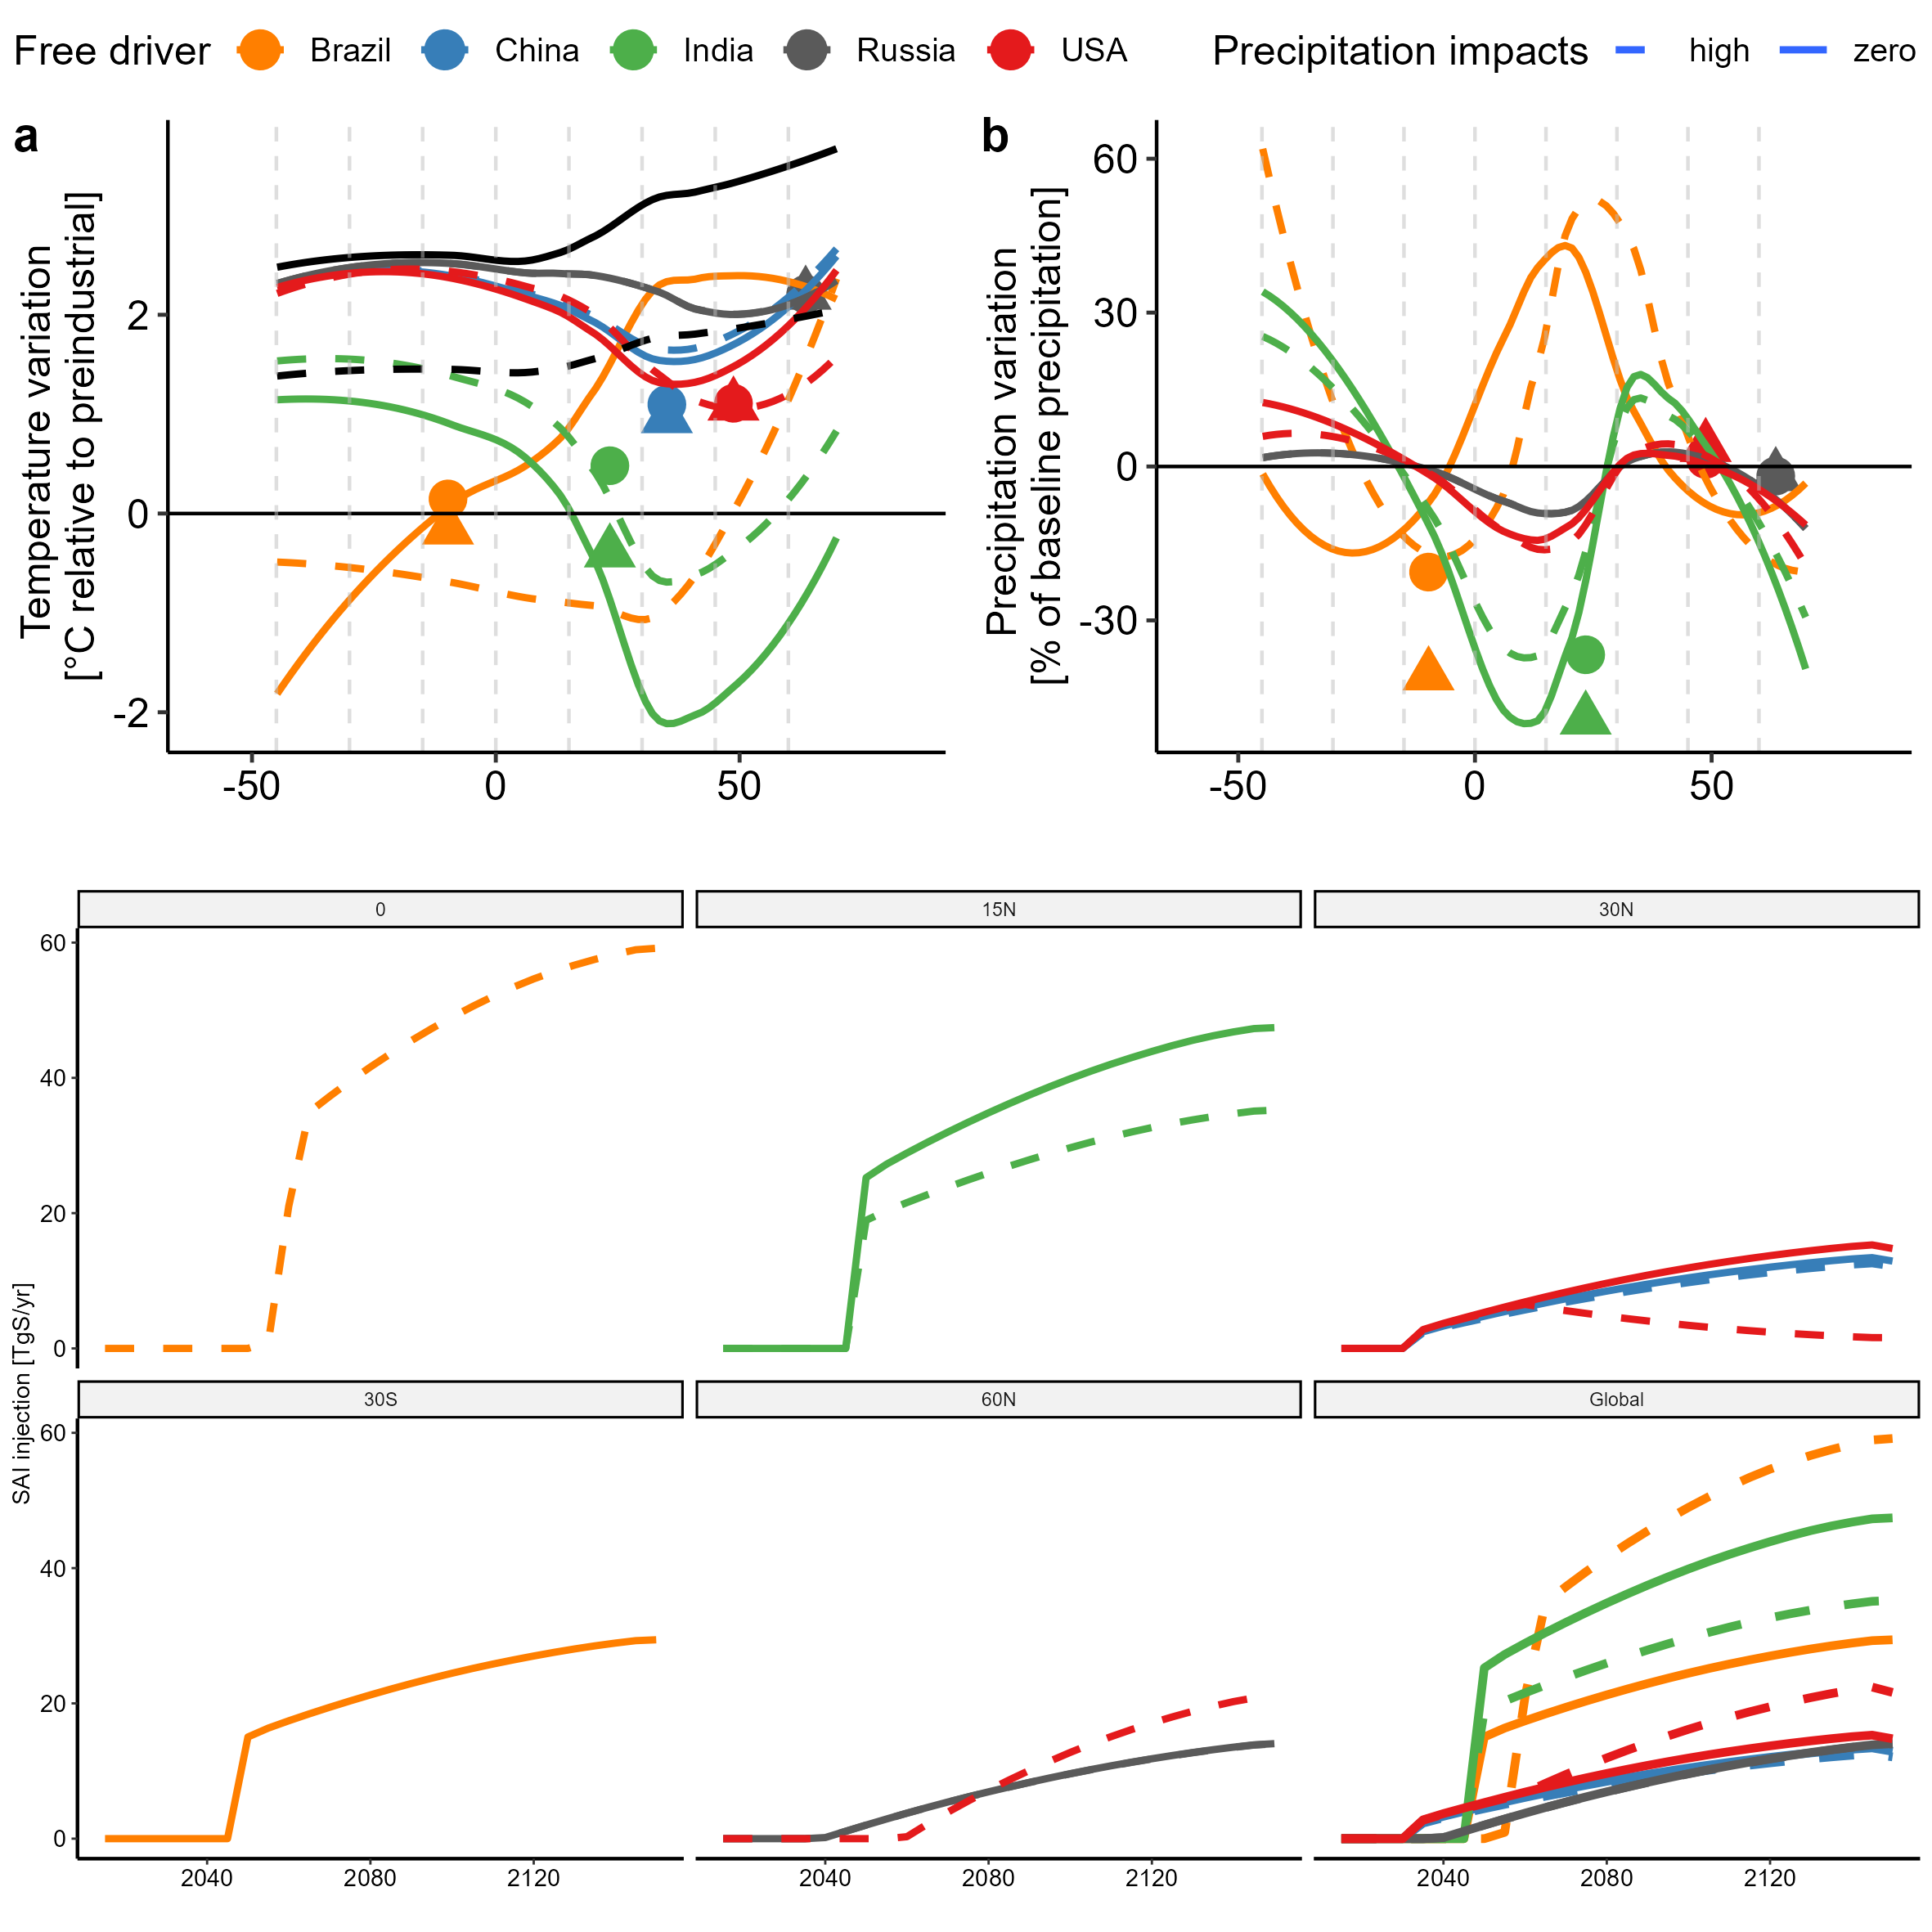 Free driver Brazil China India Russia USA Precipitation impacts high zero
a
b
Temperature variation
[°C relative to preindustrial]
2
0
-2
-50 0 50
Precipitation variation
[% of baseline precipitation]
60
30
0
-30
-50 0 50
SAI injection [TgS/yr]
0 15N 30N
60
40
20
0
30S 60N Global
60
40
20
0
2040 2080 2120 2040 2080 2120 2040 2080 2120